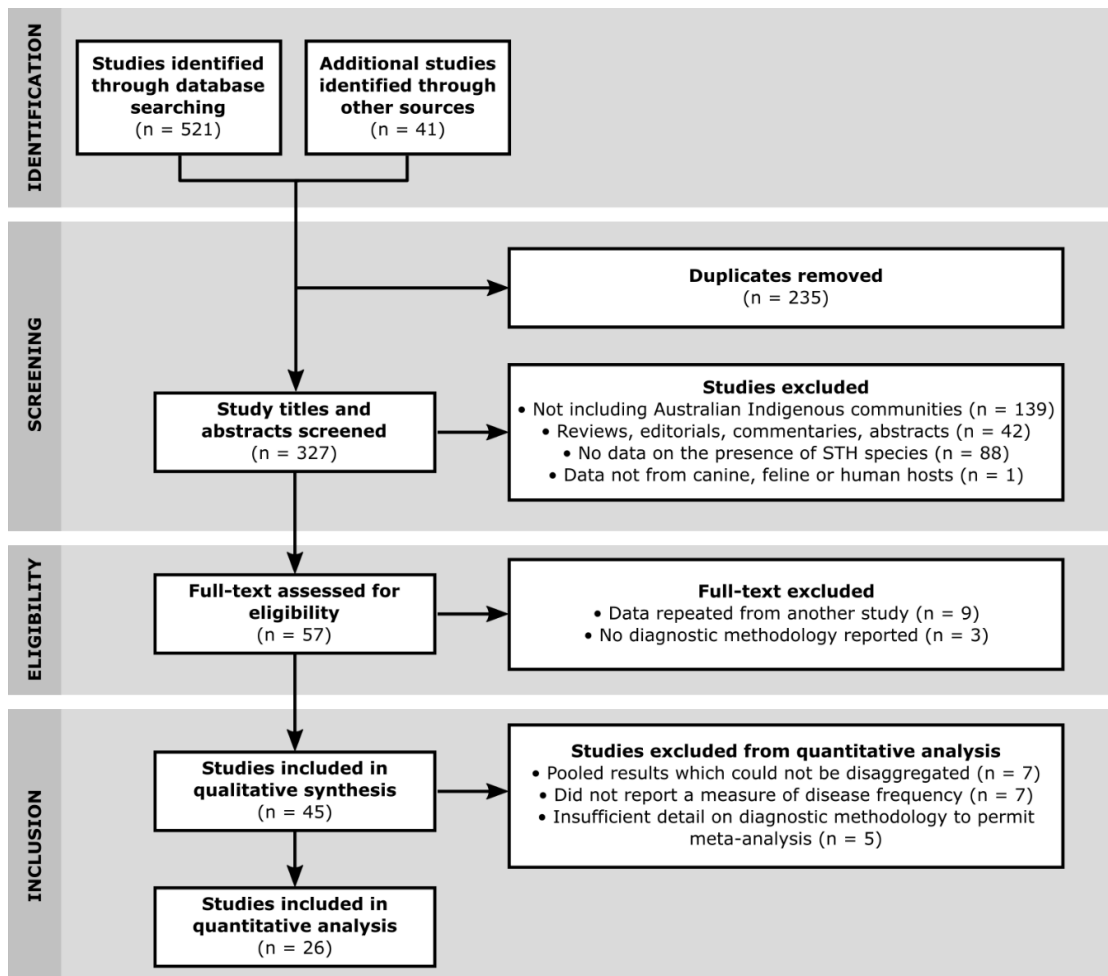 IDENTIFICATION
Studies identified
through database
searching
(n = 521)
Additional studies
identified through
other sources
(n = 41)
SCREENING
Duplicates removed
(n = 235)
Study titles and
abstracts screened
(n = 327)
Studies excluded
• Not including Australian Indigenous communities (n = 139)
• Reviews, editorials, commentaries, abstracts (n = 42)
• No data on the presence of STH species (n = 88)
• Data not from canine, feline or human hosts (n = 1)
ELIGIBILITY
Full-text assessed for
eligibility
(n = 57)
Full-text excluded
• Data repeated from another study (n = 9)
• No diagnostic methodology reported (n = 3)
INCLUSION
Studies included in
qualitative synthesis
(n = 45)
Studies excluded from quantitative analysis
• Pooled results which could not be disaggregated (n = 7)
• Did not report a measure of disease frequency (n = 7)
• Insufficient detail on diagnostic methodology to permit
meta-analysis (n = 5)
Studies included in
quantitative analysis
(n = 26)